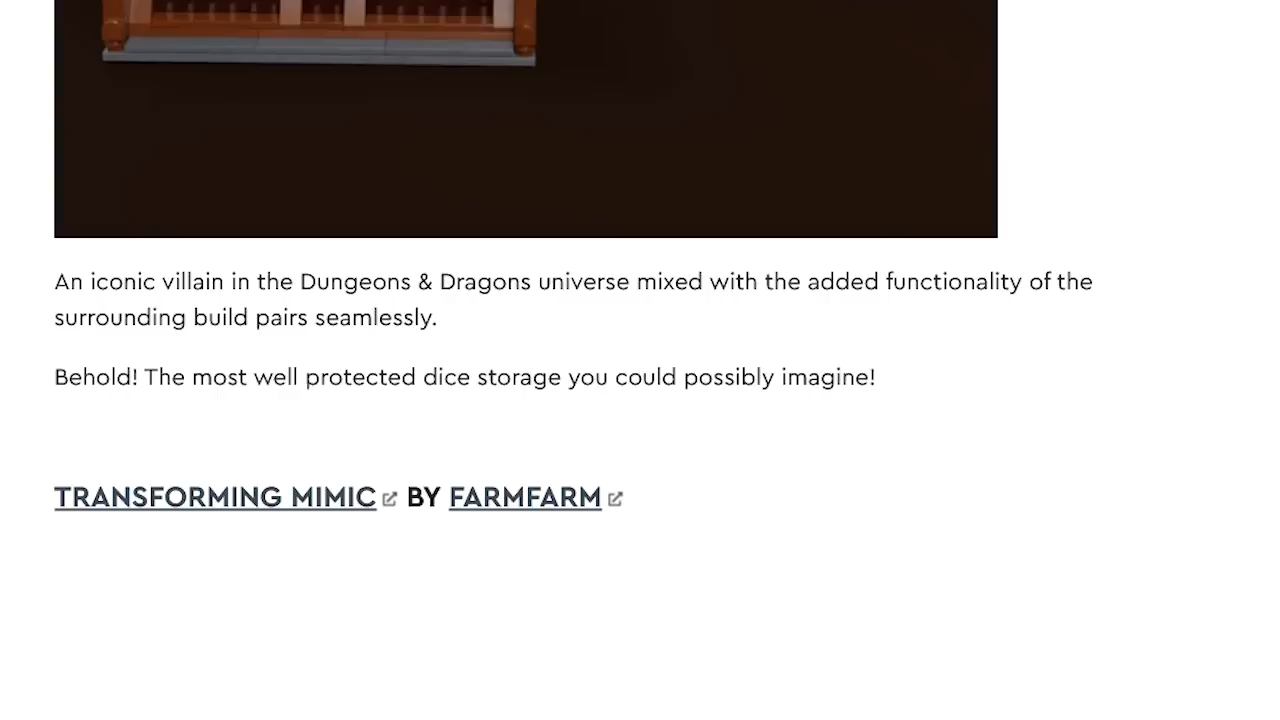 An iconic villain in the Dungeons & Dragons universe mixed with the added functionality of the
surrounding build pairs seamlessly.
Behold! The most well protected dice storage you could possibly imagine!
TRANSFORMING MIMIC BY FARMFARM